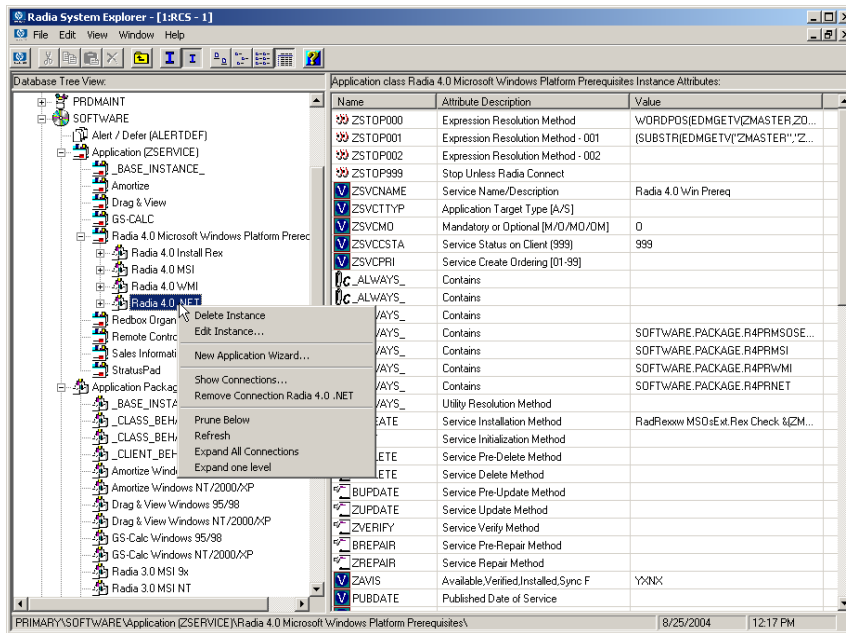 Radia System Explorer - [1:RCS - 1]
File Edit View Window Help
Database Tree View:
PRDMAINT
SOFTWARE
Alert / Defer (ALERTDEF)
Application (ZSERVICE)
_BASE_INSTANCE_
Amortize
Drag & View
GS-CALC
Radia 4.0 Microsoft Windows Platform Prerec
Radia 4.0 Install Rex
Radia 4.0 MSI
Radia 4.0 WMI
Radia 4.0 .NET
Redbox Organ
Remote Contro
Sales Informati
StratusPad
Application Packag
_BASE_INSTA
_CLASS_BEH
_CLASS_BEH
_CLIENT_BEH
Amortize Windo
Amortize Windows NT/2000/XP
Drag & View Windows 95/98
Drag & View Windows NT/2000/XP
GS-Calc Windows 95/98
GS-Calc Windows NT/2000/XP
Radia 3.0 MSI 9x
Radia 3.0 MSI NT
Delete Instance
Edit Instance...
New Application Wizard...
Show Connections...
Remove Connection Radia 4.0 .NET
Prune Below
Refresh
Expand All Connections
Expand one level
Application class Radia 4.0 Microsoft Windows Platform Prerequisites Instance Attributes:
Name Attribute Description Value
ZSTOP000 Expression Resolution Method WORDPOS(EDMGETV(ZMASTER,ZO...
ZSTOP001 Expression Resolution Method - 001 (SUBSTR(EDMGETV("ZMASTER","Z...
ZSTOP002 Expression Resolution Method - 002
ZSTOP999 Stop Unless Radia Connect
ZSVCNAME Service Name/Description Radia 4.0 Win Prereq
ZSVCTTYP Application Target Type [A/S]
ZSVCMO Mandatory or Optional [M/O/MO/OM] O
ZSVCCSTA Service Status on Client (999) 999
ZSVCPRI Service Create Ordering [01-99]
_ALWAYS_ Contains
_ALWAYS_ Contains
/AYS_ Contains
/AYS_ Contains SOFTWARE.PACKAGE.R4PRMSOSE...
/AYS_ Contains SOFTWARE.PACKAGE.R4PRMSI
/AYS_ Contains SOFTWARE.PACKAGE.R4PRWMI
/AYS_ Contains SOFTWARE.PACKAGE.R4PRNET
/AYS_ Utility Resolution Method
EATE Service Installation Method RadRexxw MSOsExt.Rex Check &(ZM...
Service Initialization Method
LETE Service Pre-Delete Method
ETE Service Delete Method
BUPDATE Service Pre-Update Method
ZUPDATE Service Update Method
ZVERIFY Service Verify Method
BREPAIR Service Pre-Repair Method
ZREPAIR Service Repair Method
ZAVIS Available,Verified,Installed,Sync F YXNX
PUBDATE Published Date of Service
PRIMARY\SOFTWARE\Application (ZSERVICE)\Radia 4.0 Microsoft Windows Platform Prerequisites\ 8/25/2004 12:17 PM